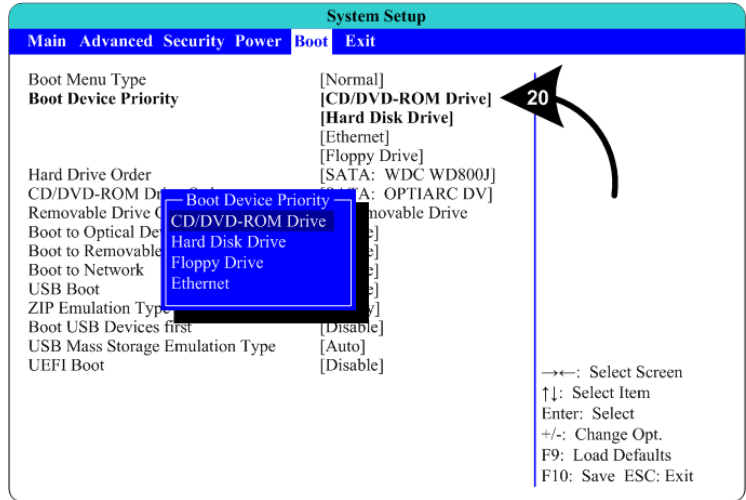 System Setup
Main Advanced Security Power Boot Exit
Boot Menu Type [Normal]
Boot Device Priority [CD/DVD-ROM Drive] 20
[Hard Disk Drive]
[Ethernet]
[Floppy Drive]
Hard Drive Order [SATA: WDC WD800J]
CD/DVD-ROM OPTIARC DV]
Boot Device Priority
Removable Drive Drive
CD/DVD-ROM Drive
Boot to Optical
Hard Disk Drive
Boot to Removable
Floppy Drive
Boot to Network
Ethernet
USB Boot
ZIP Emulation
Boot USB Devices first [Disable]
USB Mass Storage Emulation Type [Auto]
UEFI Boot [Disable]
→←: Select Screen
↑↓: Select Item
Enter: Select
+/-: Change Opt.
F9: Load Defaults
F10: Save ESC: Exit